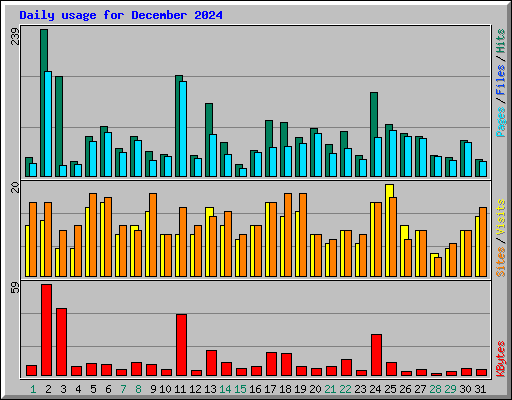 Daily usage for December 2024
239
Pages / Files / Hits
20
Sites / Visits
59
KBytes
1 2 3 4 5 6 7 8 9 10 11 12 13 14 15 16 17 18 19 20 21 22 23 24 25 26 27 28 29 30 31